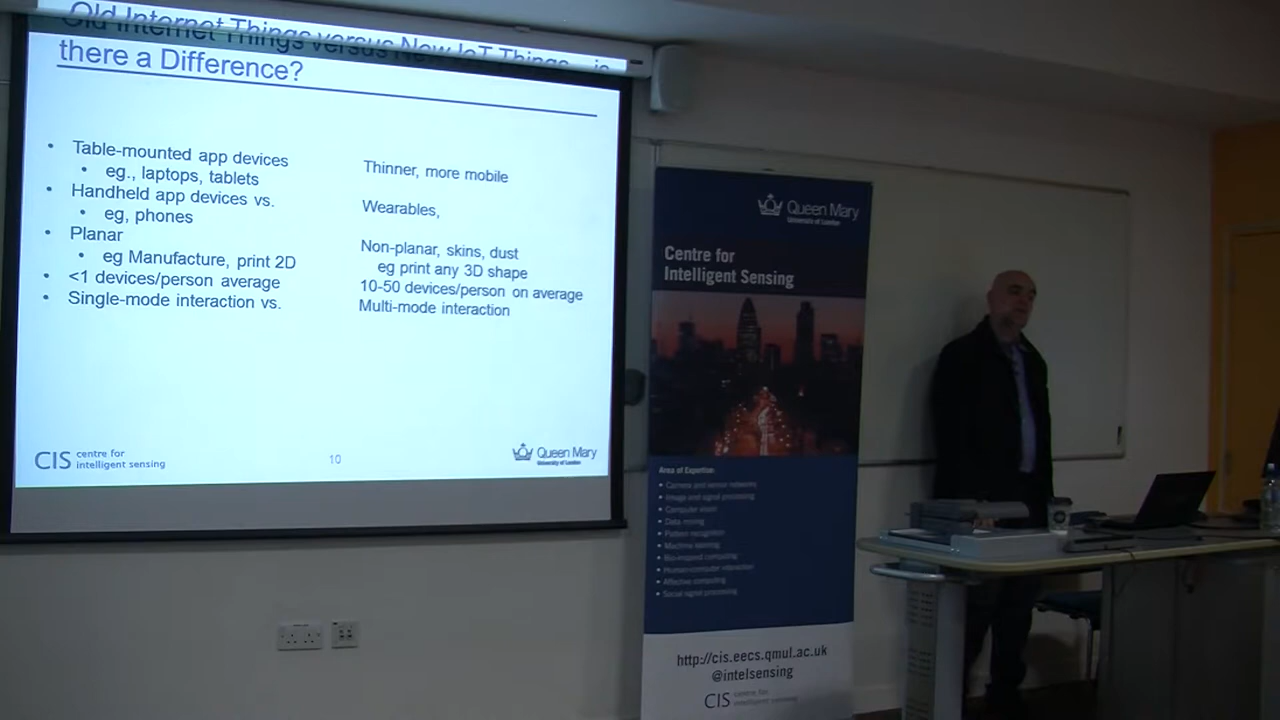 Old Internet Things versus New IoT Things - is
there a Difference?
• Table-mounted app devices
• eg., laptops, tablets
• Handheld app devices vs.
• eg, phones
• Planar
• eg Manufacture, print 2D
• <1 devices/person average
• Single-mode interaction vs.
Thinner, more mobile
Wearables,
Non-planar, skins, dust
eg print any 3D shape
10-50 devices/person on average
Multi-mode interaction
CIS centre for
intelligent sensing
10
Queen Mary
University of London
Queen Mary
University of London
Centre for
Intelligent Sensing
Area of Expertise:
• Camera and sensor networks
• Image and signal processing
• Computer vision
• Data mining
• Pattern recognition
• Machine learning
• Bio-inspired computing
• Human-computer interaction
• Affective computing
• Social signal processing
http://cis.eecs.qmul.ac.uk
@intelsensing
CIS centre for
intelligent sensing